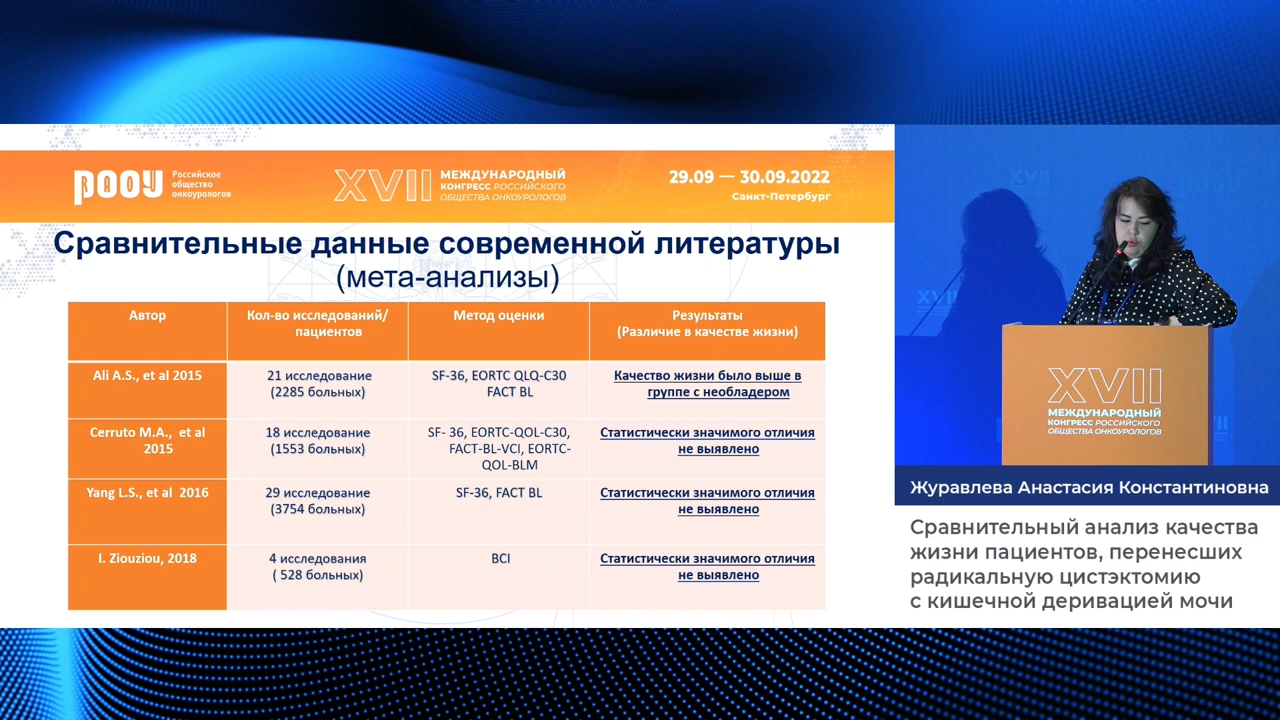 РООУ
Российское
общество
онкоурологов
XVII
МЕЖДУНАРОДНЫЙ
КОНГРЕСС РОССИЙСКОГО
ОБЩЕСТВА ОНКОУРОЛОГОВ
29.09 — 30.09.2022
Санкт-Петербург
Сравнительные данные современной литературы
(мета-анализы)
Автор
Кол-во исследований/
пациентов
Метод оценки
Результаты
(Различие в качестве жизни)
Ali A.S., et al 2015
21 исследование
(2285 больных)
SF-36, EORTC QLQ-C30
FACT BL
Качество жизни было выше в
группе с необладером
Cerruto M.A., et al
2015
18 исследование
(1553 больных)
SF- 36, EORTC-QOL-C30,
FACT-BL-VCI, EORTC-
QOL-BLM
Статистически значимого отличия
не выявлено
Yang L.S., et al 2016
29 исследование
(3754 больных)
SF-36, FACT BL
Статистически значимого отличия
не выявлено
I. Ziouziou, 2018
4 исследования
( 528 больных)
BCI
Статистически значимого отличия
не выявлено
XVII
МЕЖДУНАРОДНЫЙ
КОНГРЕСС РОССИЙСКОГО
ОБЩЕСТВА ОНКОУРОЛОГОВ
Журавлева Анастасия Константиновна
Сравнительный анализ качества
жизни пациентов, перенесших
радикальную цистэктомию
с кишечной деривацией мочи